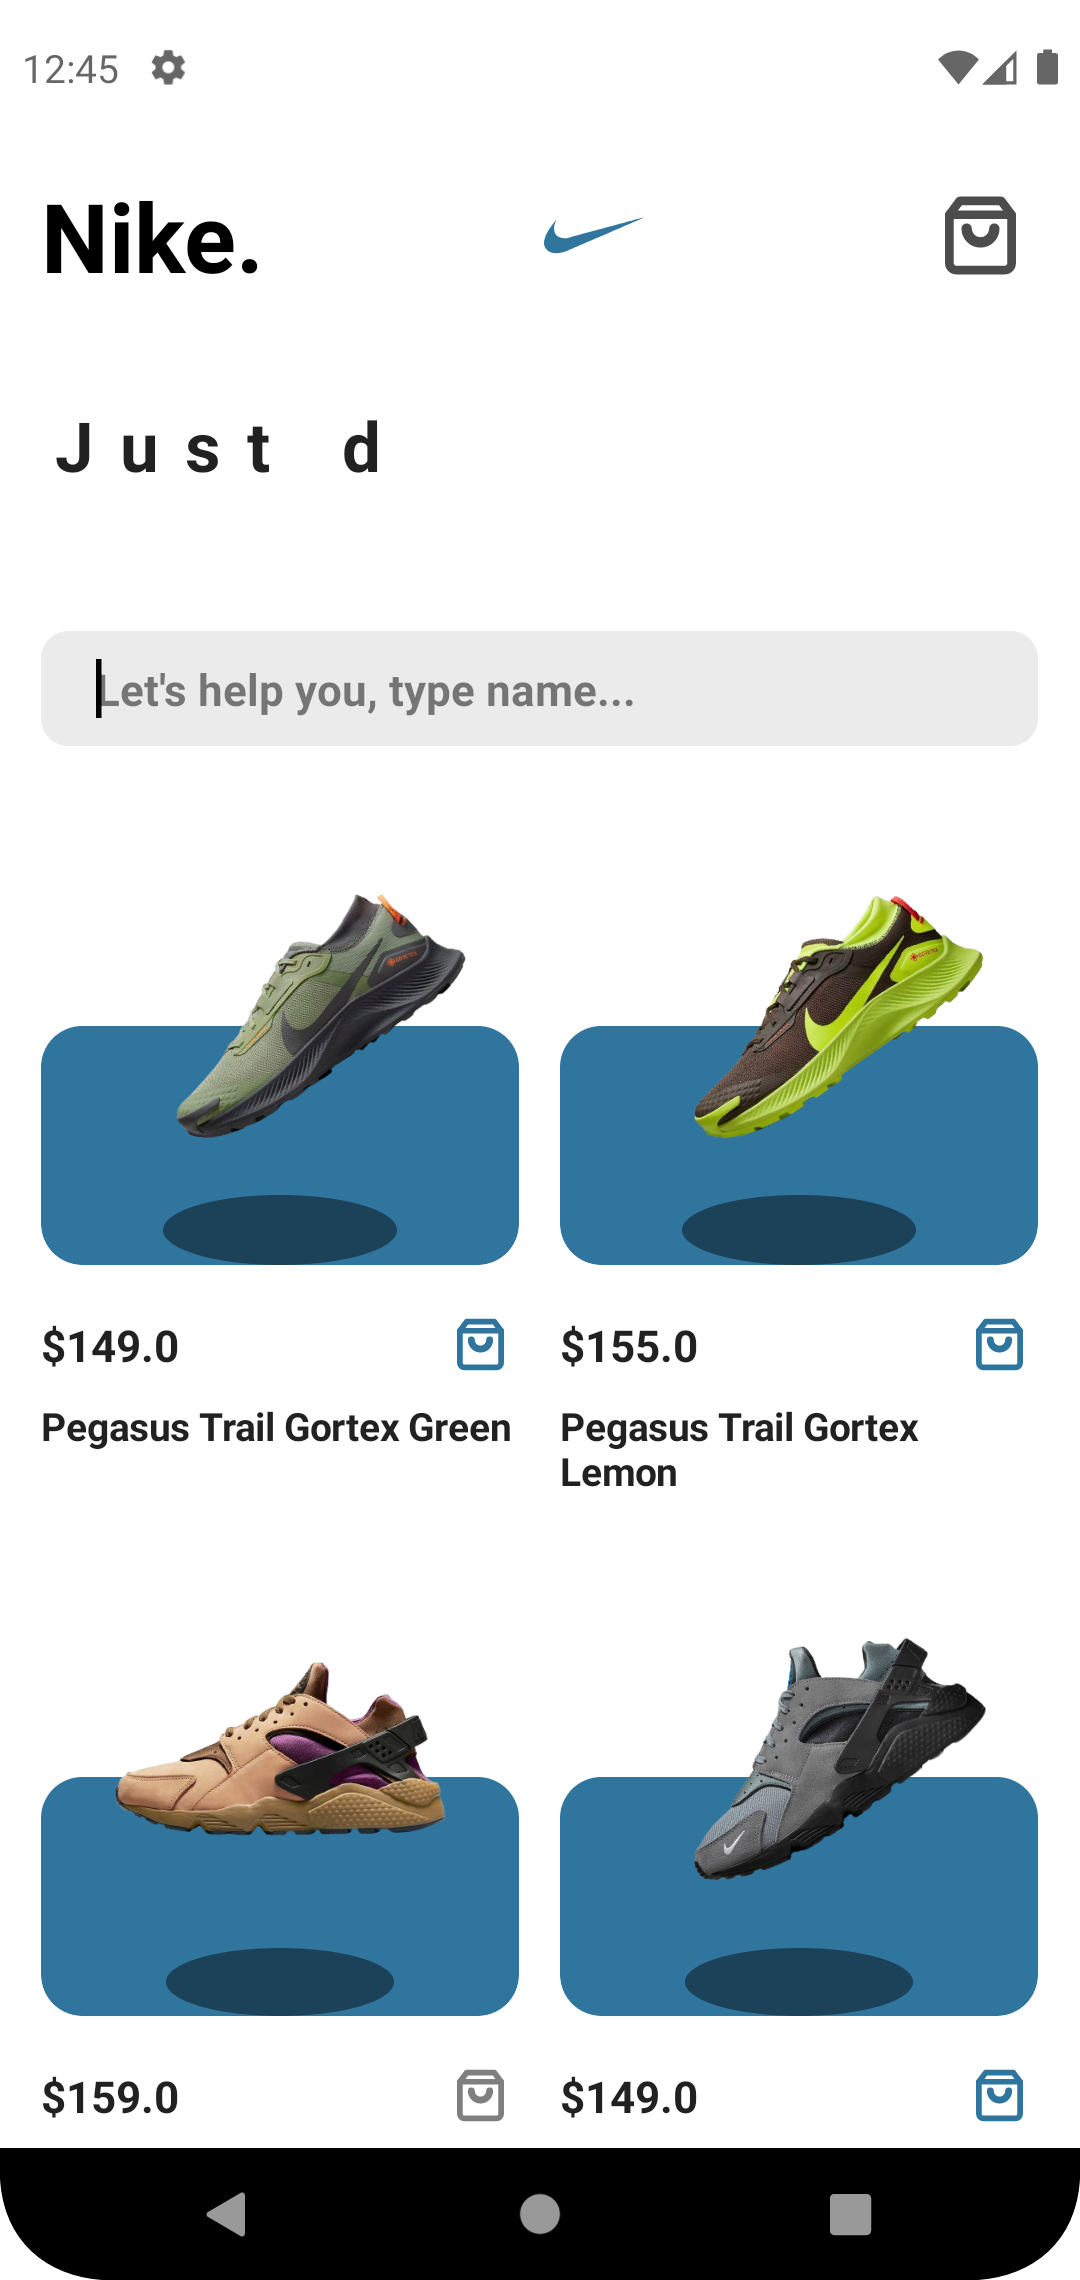 12:45
Nike.
Just d
Let's help you, type name...
$149.0
$155.0
Pegasus Trail Gortex Green
Pegasus Trail Gortex
Lemon
$159.0
$149.0